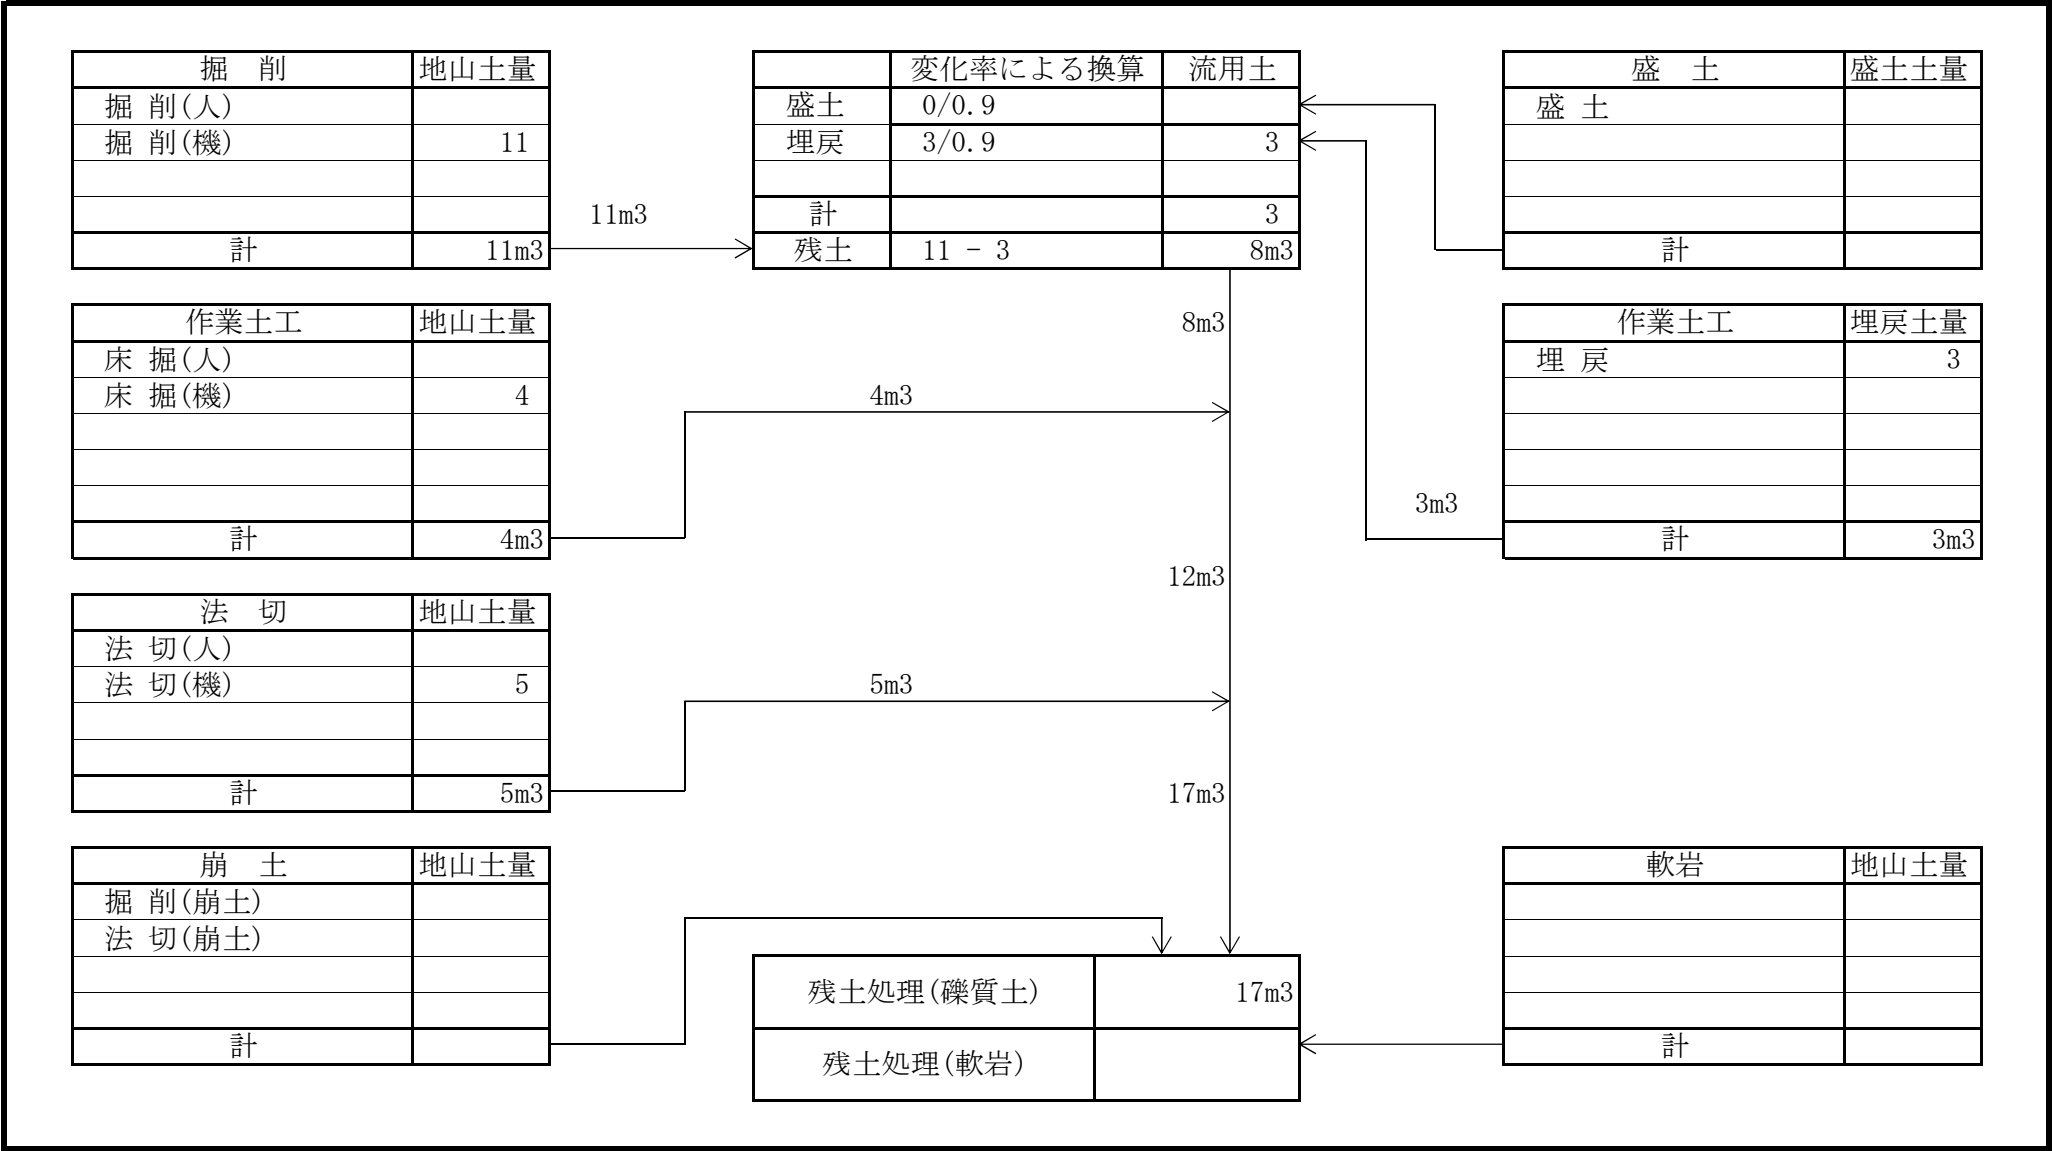 掘　削 地山土量
掘 削(人)
掘 削(機) 11
計 11m3
11m3
変化率による換算 流用土
盛土 0/0.9
埋戻 3/0.9 3
計 3
残土 11 - 3 8m3
盛　土 盛土土量
盛 土
計
作業土工 地山土量
床 掘(人)
床 掘(機) 4
計 4m3
8m3
4m3
作業土工 埋戻土量
埋 戻 3
計 3m3
3m3
12m3
法　切 地山土量
法 切(人)
法 切(機) 5
計 5m3
5m3
17m3
崩　土 地山土量
掘 削(崩土)
法 切(崩土)
計
残土処理(礫質土) 17m3
残土処理(軟岩)
軟岩 地山土量
計